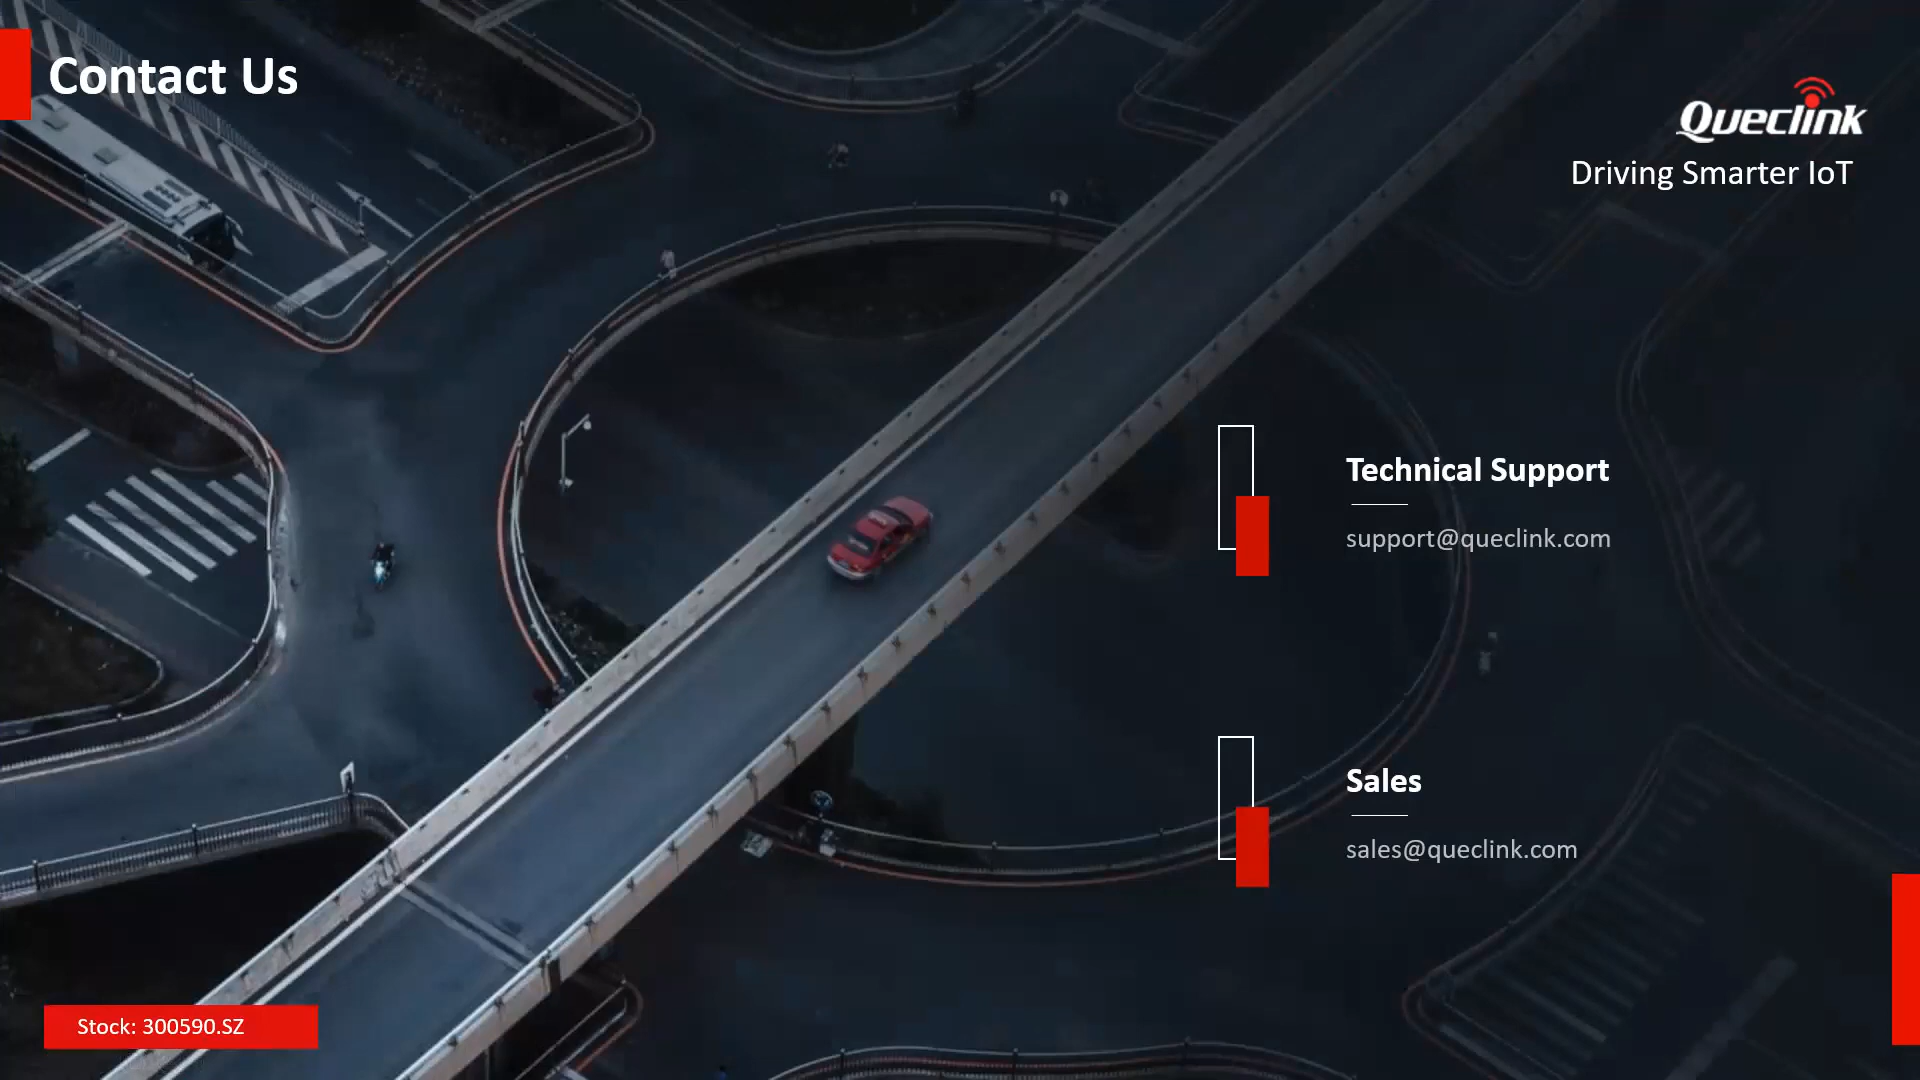 Contact Us
Queclink
Driving Smarter IoT
Technical Support
support@queclink.com
Sales
sales@queclink.com
Stock: 300590.SZ